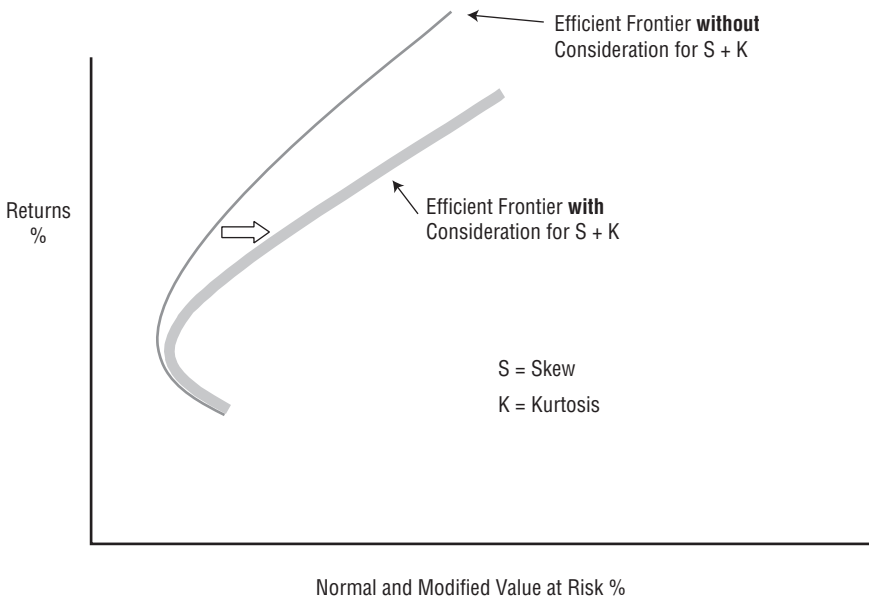 Efficient Frontier without
Consideration for S + K
Returns
%
Efficient Frontier with
Consideration for S + K
S = Skew
K = Kurtosis
Normal and Modified Value at Risk %